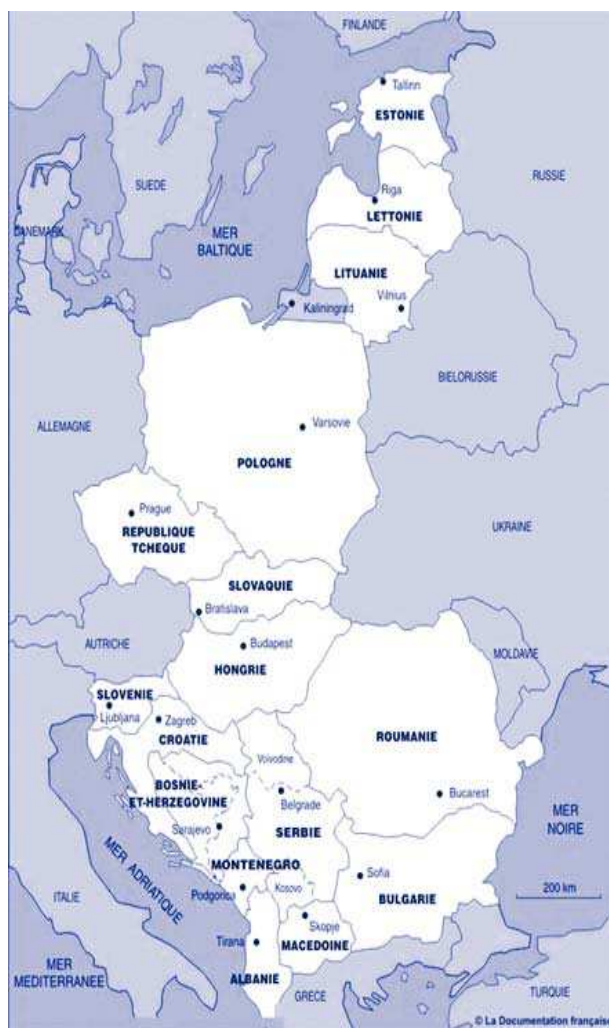 FINLANDE
Tallinn
ESTONIE
SUEDE
RUSSIE
Riga
LETTONIE
DANEMARK
MER
BALTIQUE
LITUANIE
Vilnius
Kaliningrad
BIELORUSSIE
ALLEMAGNE
Varsovie
POLOGNE
Prague
REPUBLIQUE
TCHEQUE
UKRAINE
SLOVAQUIE
Bratislava
AUTRICHE
Budapest
MOLDAVIE
HONGRIE
SLOVENIE
Ljubljana
Zagreb
CROATIE
ROUMANIE
Voivodine
BOSNIE-
ET-HERZEGOVINE
Belgrade
Bucarest
MER
NOIRE
Sarajevo
SERBIE
MONTENEGRO
MER ADRIATIQUE
Sofia
Podgorica
Kosovo
BULGARIE
200 km
ITALIE
Skopje
MACEDOINE
Tirana
ALBANIE
MER
MEDITERRANEE
GRECE
TURQUIE
© La Documentation française